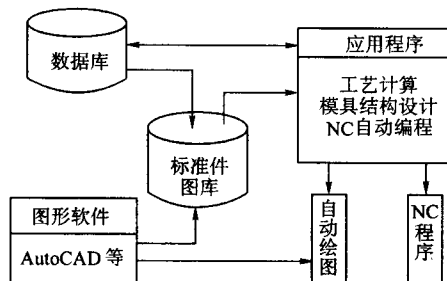 数据库
应用程序
工艺计算
模具结构设计
NC自动编程
标准件
图库
图形软件
AutoCAD 等
自动绘图
NC程序